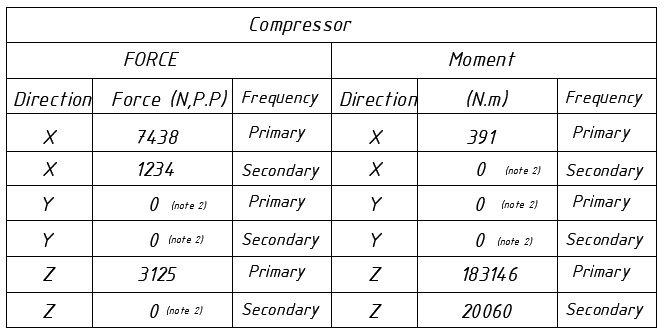 Compressor
FORCE Moment
Direction Force (N,P.P) Frequency Direction (N.m) Frequency
X 7438 Primary X 391 Primary
X 1234 Secondary X 0 (note 2) Secondary
Y 0 (note 2) Primary Y 0 (note 2) Primary
Y 0 (note 2) Secondary Y 0 (note 2) Secondary
Z 3125 Primary Z 183146 Primary
Z 0 (note 2) Secondary Z 20060 Secondary